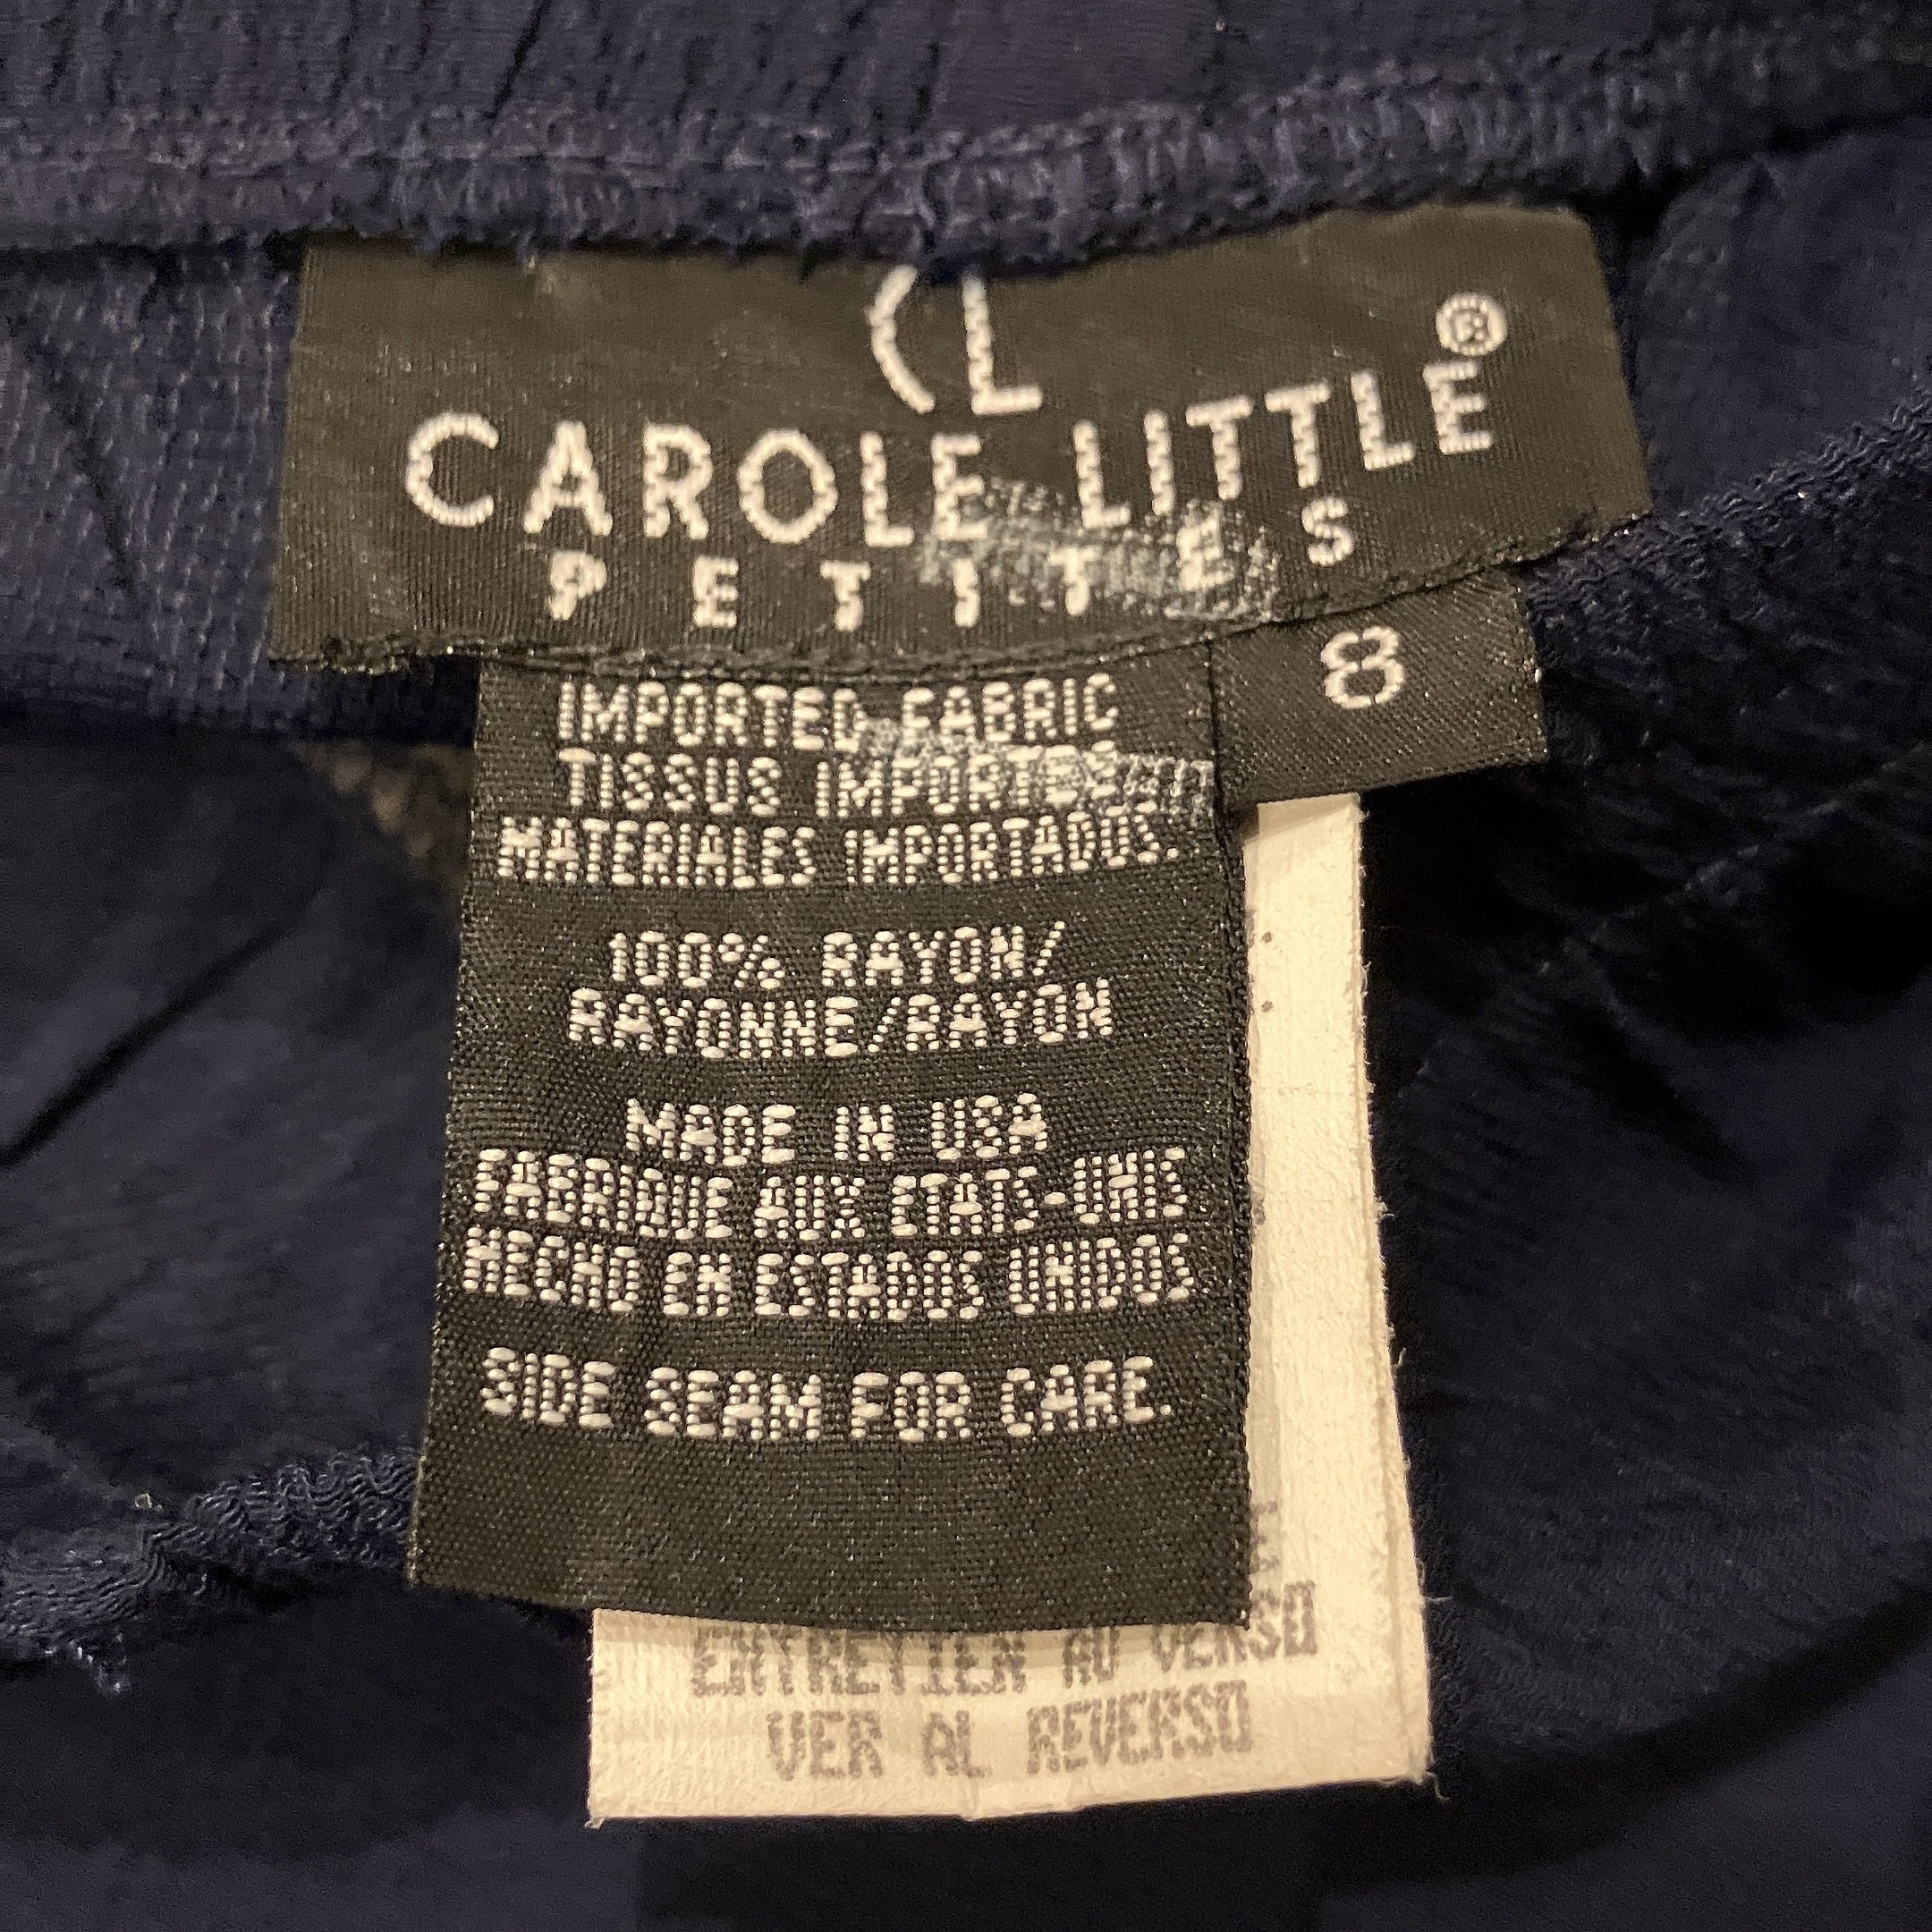 CL
®
CAROLE LITTLE
PETITES
8
IMPORTED FABRIC
TISSUS IMPORTES
MATERIALES IMPORTADOS.
100% RAYON/
RAYONNE/RAYON
MADE IN USA
FABRIQUE AUX ETATS-UNIS
HECHO EN ESTADOS UNIDOS
SIDE SEAM FOR CARE.
ENTRETIEN AU VERSO
VER AL REVERSO